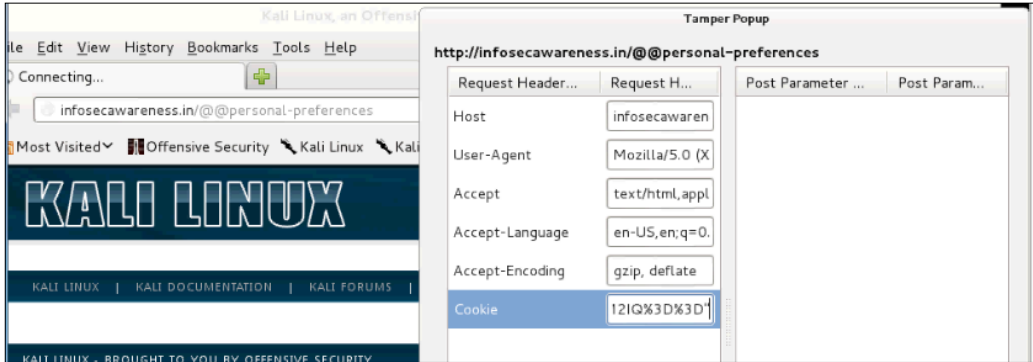 Kali Linux, an Offensi
ile Edit View History Bookmarks Tools Help
Connecting...
infosecawareness.in/@@personal-preferences
Most Visited Offensive Security Kali Linux Kali
KALI LINUX
KALI LINUX | KALI DOCUMENTATION | KALI FORUMS |
KALI LINUX - BROUGHT TO YOU BY OFFENSIVE SECURITY
Tamper Popup
http://infosecawareness.in/@@personal-preferences
Request Header... Request H... Post Parameter ... Post Param...
Host infosecawaren
User-Agent Mozilla/5.0 (X
Accept text/html,appl
Accept-Language en-US,en;q=0.
Accept-Encoding gzip, deflate
Cookie 12IQ%3D%3D"